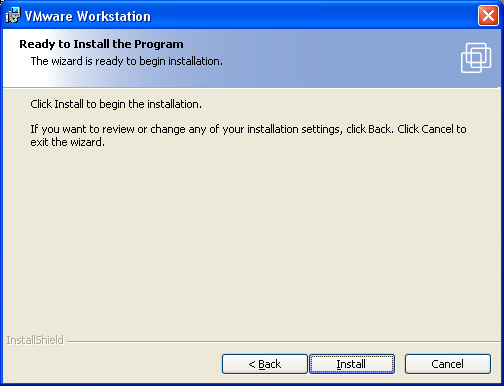 VMware Workstation
Ready to Install the Program
The wizard is ready to begin installation.
Click Install to begin the installation.
If you want to review or change any of your installation settings, click Back. Click Cancel to
exit the wizard.
InstallShield
< Back Install Cancel